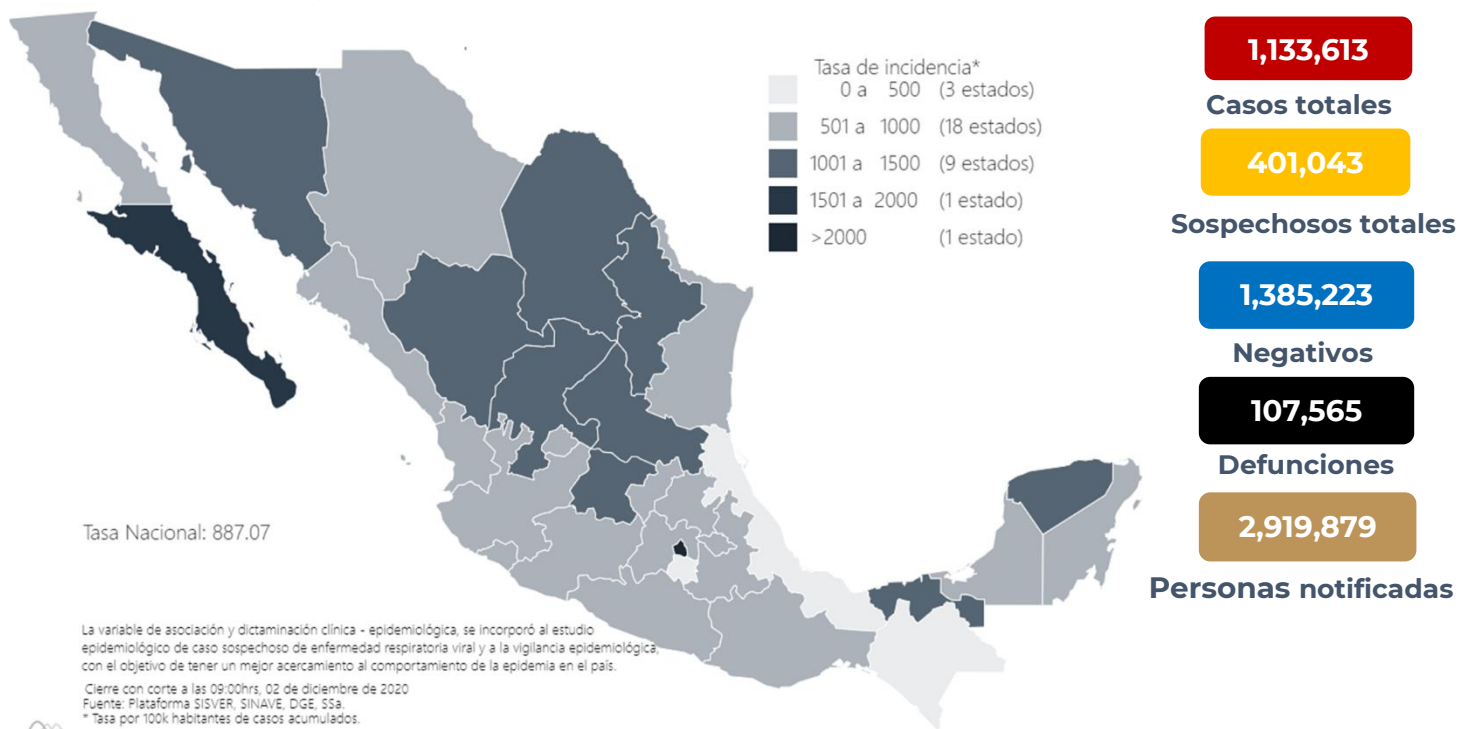 Tasa de incidencia*
0 a 500 (3 estados)
501 a 1000 (18 estados)
1001 a 1500 (9 estados)
1501 a 2000 (1 estado)
>2000 (1 estado)
1,133,613
Casos totales
401,043
Sospechosos totales
1,385,223
Negativos
107,565
Defunciones
2,919,879
Personas notificadas
Tasa Nacional: 887.07
La variable de asociación y dictaminación clínica - epidemiológica, se incorporó al estudio
epidemiológico de caso sospechoso de enfermedad respiratoria viral y a la vigilancia epidemiológica,
con el objetivo de tener un mejor acercamiento al comportamiento de la epidemia en el país.
Cierre con corte a las 09:00hrs, 02 de diciembre de 2020
Fuente: Plataforma SISVER, SINAVE, DGE, SSa.
* Tasa por 100k habitantes de casos acumulados.